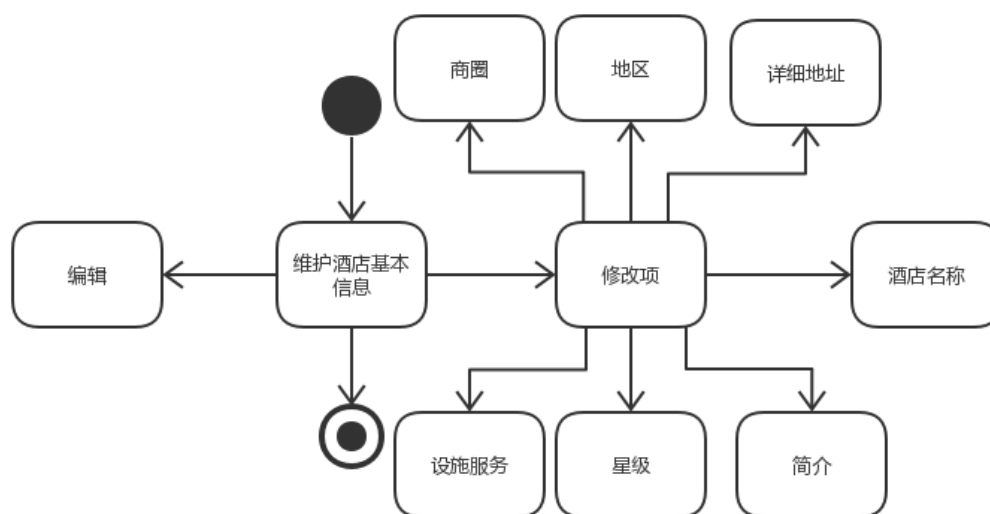 商圈
地区
详细地址
编辑
维护酒店基本
信息
修改项
酒店名称
设施服务
星级
简介